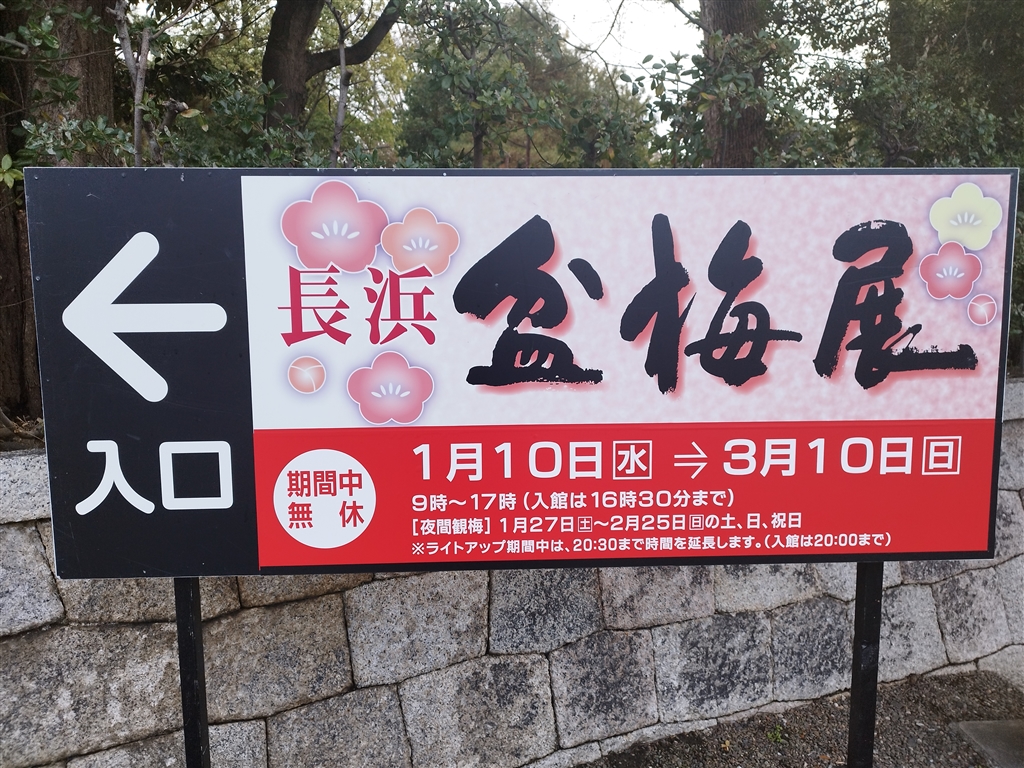 入口
長浜 盆梅展
期間中
無休
1月10日水⇒3月10日日
9時～17時（入館は16時30分まで）
[夜間観梅] 1月27日土～2月25日日の土、日、祝日
※ライトアップ期間中は、20:30まで時間を延長します。（入館は20:00まで）